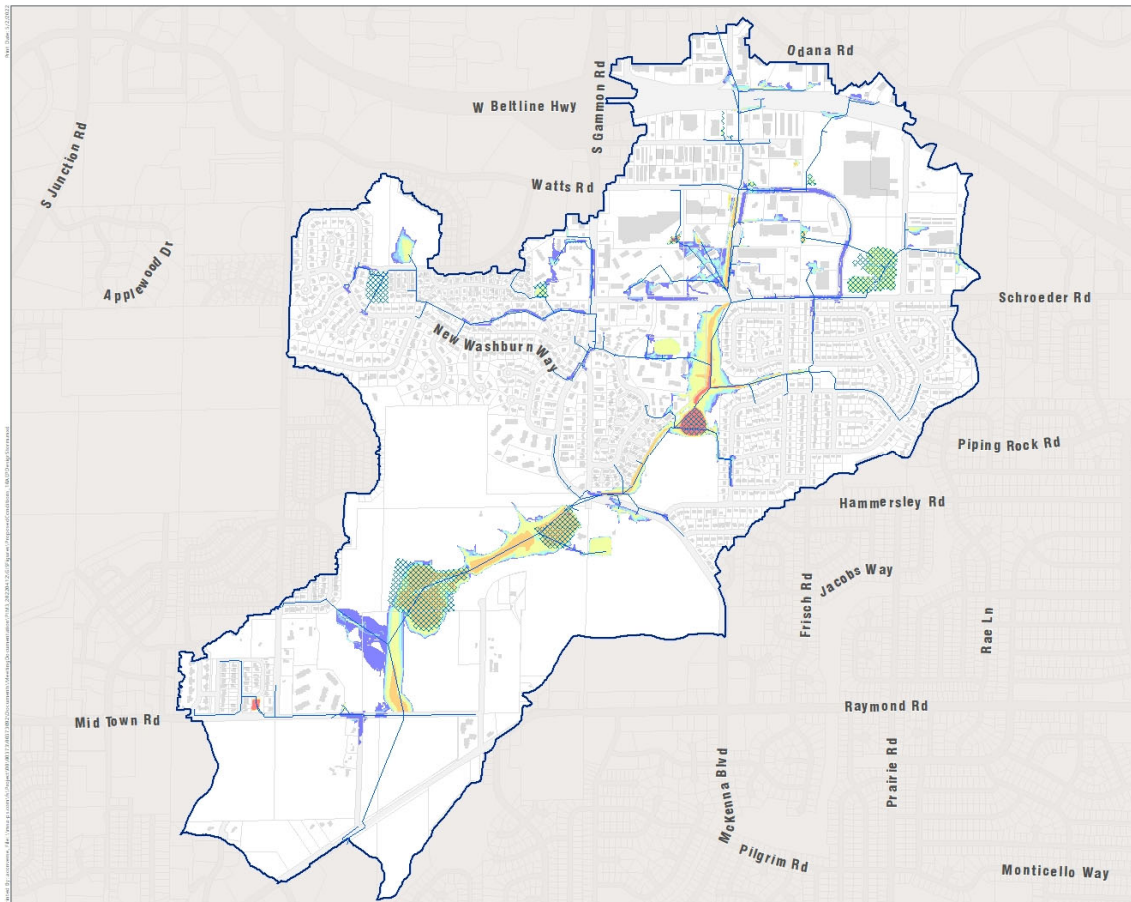 Odana Rd
W Beltline Hwy
S Gammon Rd
S Junction Rd
Watts Rd
Applewood Dr
Schroeder Rd
New Washburn Way
Piping Rock Rd
Hammersley Rd
Jacobs Way
Frisch Rd
Rae Ln
Mid Town Rd
Raymond Rd
McKenna Blvd
Prairie Rd
Pilgrim Rd
Monticello Way